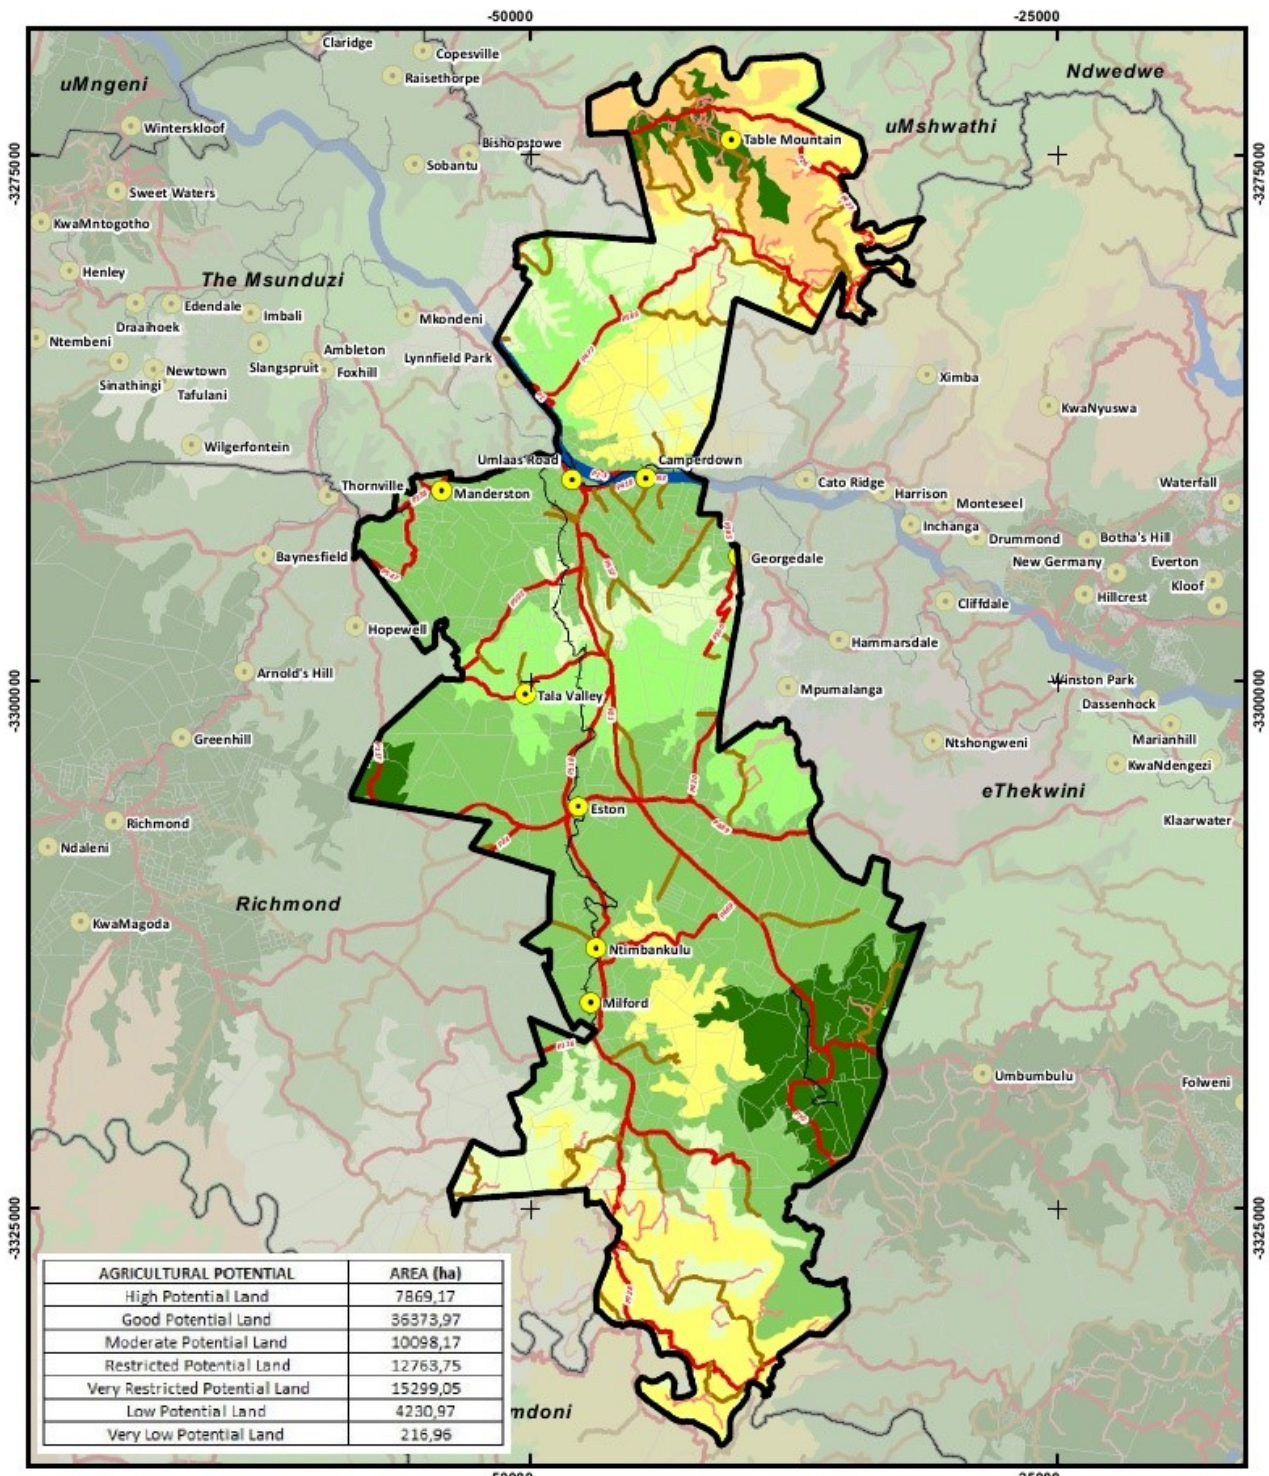 -50000
-25000
Claridge
Copesville
uMngeni
Raisethorpe
Ndwedwe
Winterskloof
uMshwathi
Bishopstowe
Table Mountain
-3275000
-3275000
Sobantu
Sweet Waters
KwaMntogotho
Henley
The Msunduzi
Edendale
Imbali
Draaihoek
Mkondeni
Ntembeni
Ambleton
Slangspruit
Foxhill
Lynnfield Park
Newtown
Sinathingi
Tafulani
Ximba
KwaNyuswa
Wilgerfontein
Umlaas Road
Camperdown
Thornville
Manderston
Cato Ridge
Harrison
Waterfall
Monteseel
Inchanga
Drummond
Botha's Hill
Baynesfield
Georgedale
New Germany
Everton
Kloof
Cliffdale
Hillcrest
Hopewell
Hammarsdale
Arnold's Hill
-3300000
Tala Valley
Mpumalanga
Winston Park
-3300000
Dassenhock
Greenhill
Ntshongweni
Marianhill
KwaNdengezi
eThekwini
Eston
Richmond
Klaarwater
Ndaleni
Richmond
KwaMagoda
Ntimbankulu
Milford
Umbumbulu
Folweni
-3325000
-3325000
AGRICULTURAL POTENTIAL AREA (ha)
High Potential Land 7869,17
Good Potential Land 36373,97
Moderate Potential Land 10098,17
Restricted Potential Land 12763,75
Very Restricted Potential Land 15299,05
Low Potential Land 4230,97
Very Low Potential Land 216,96
mdoni